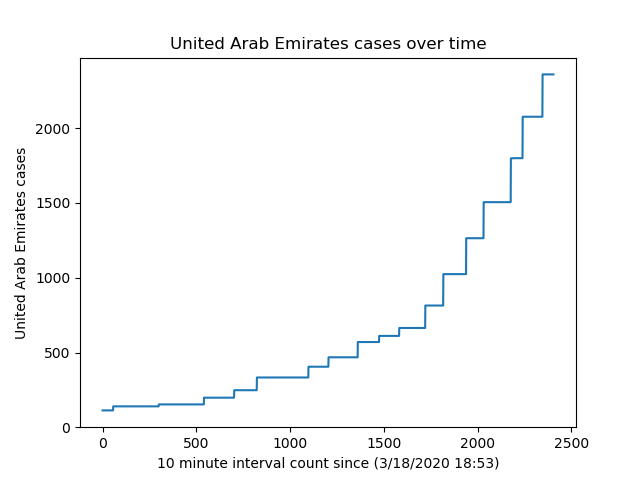 United Arab Emirates cases over time
United Arab Emirates cases
2000
1500
1000
500
0
0 500 1000 1500 2000 2500
10 minute interval count since (3/18/2020 18:53)